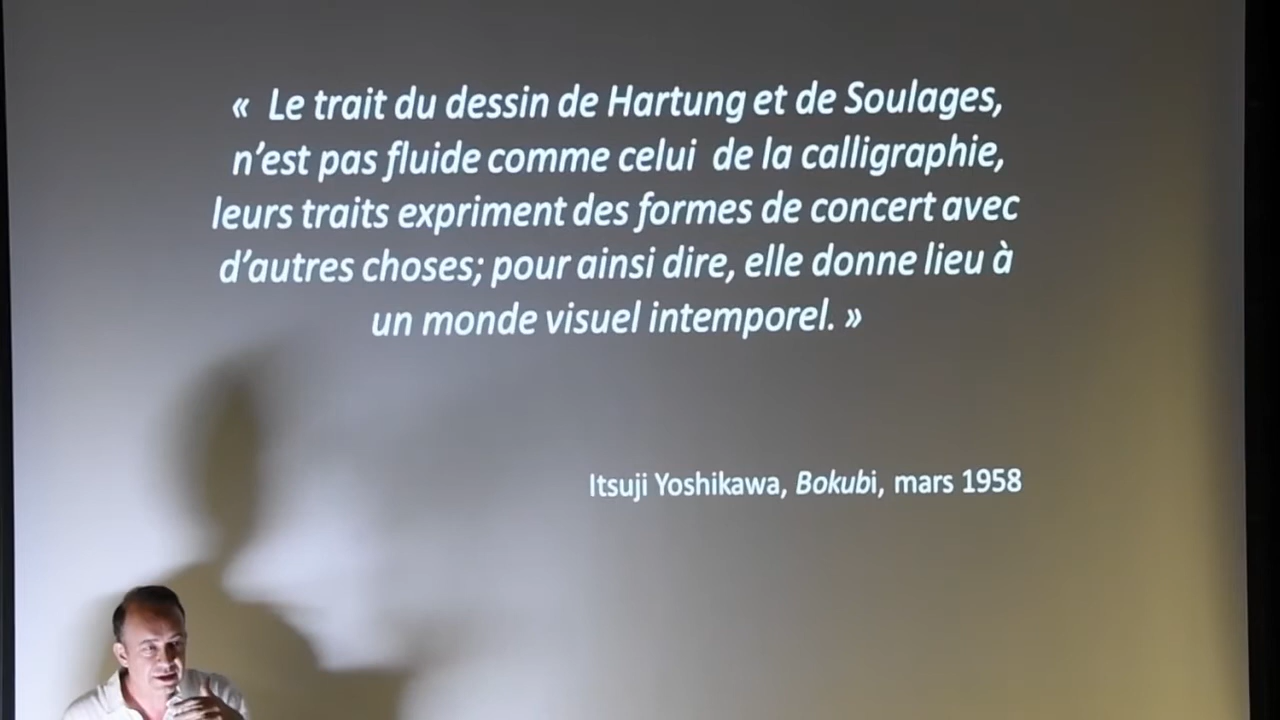 « Le trait du dessin de Hartung et de Soulages,
n’est pas fluide comme celui de la calligraphie,
leurs traits expriment des formes de concert avec
d’autres choses; pour ainsi dire, elle donne lieu à
un monde visuel intemporel. »
Itsuji Yoshikawa, Bokubi, mars 1958